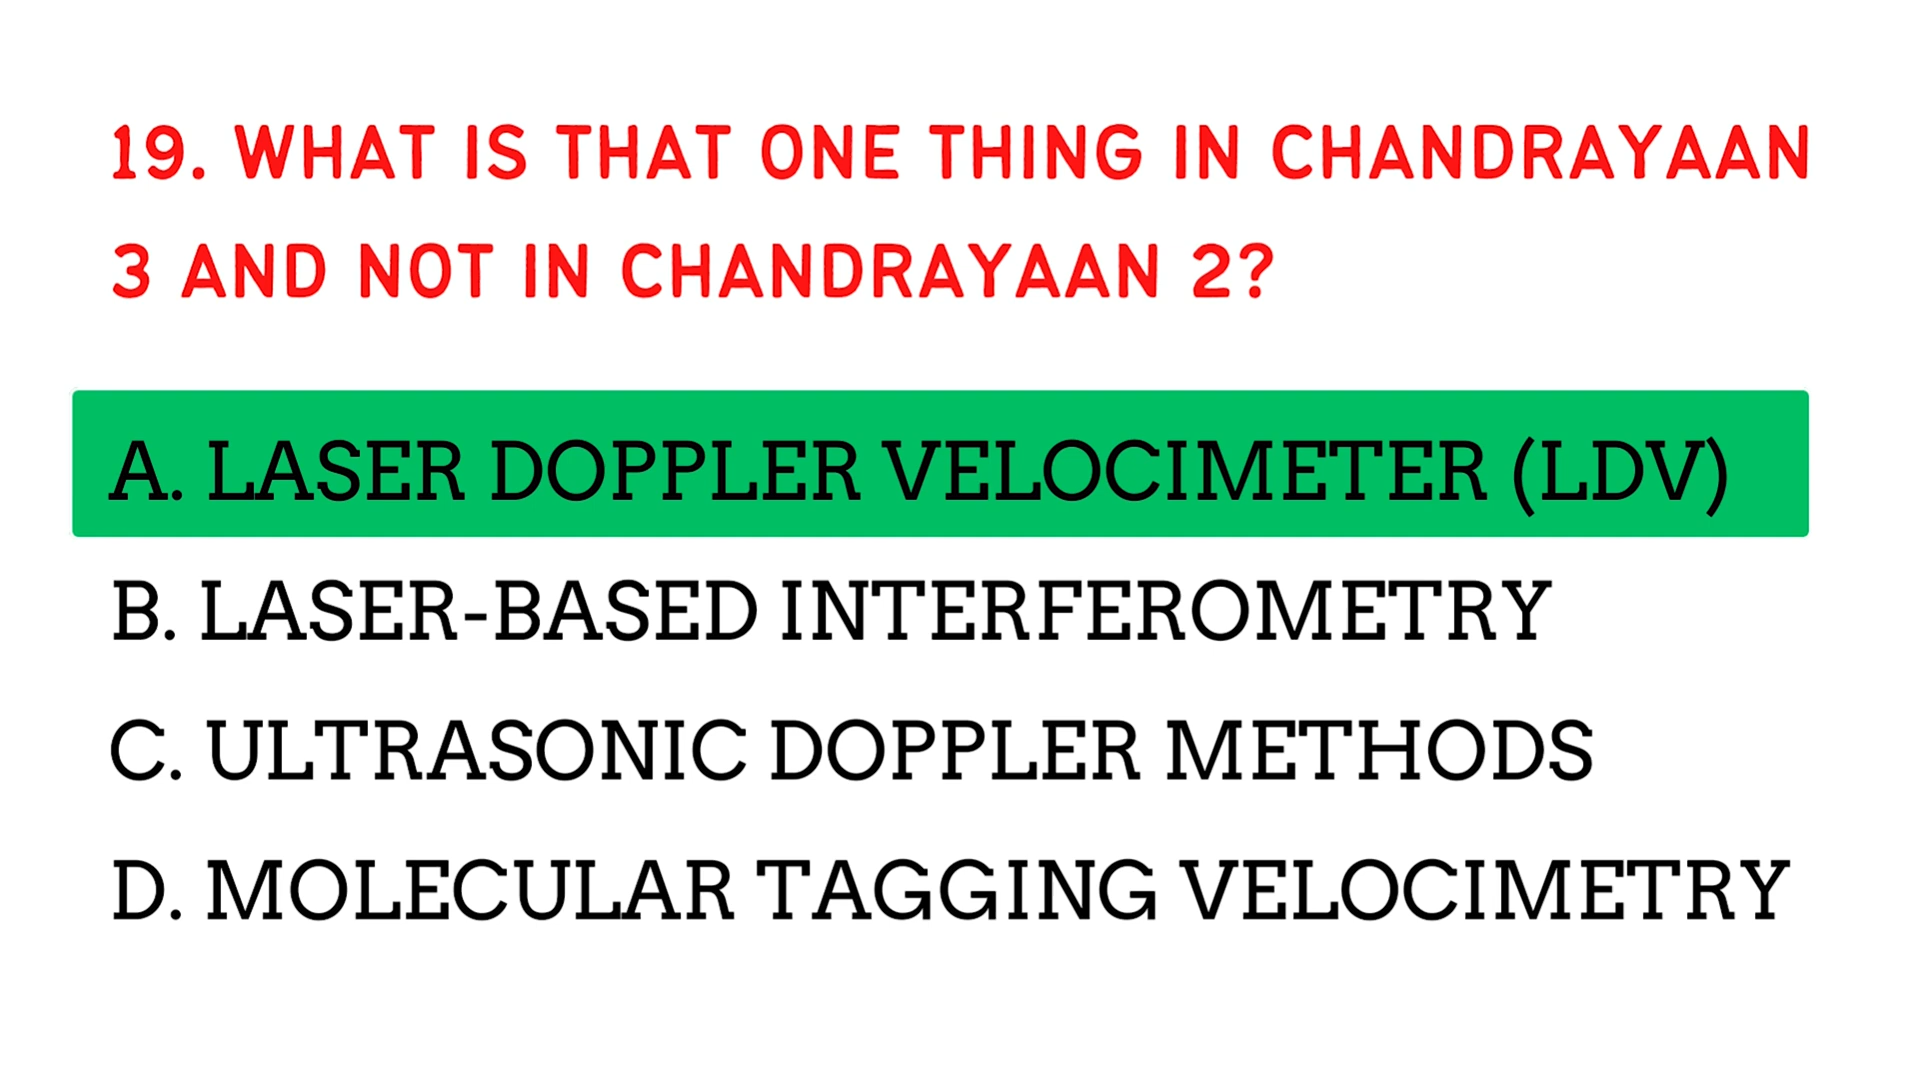 19. WHAT IS THAT ONE THING IN CHANDRAYAAN
3 AND NOT IN CHANDRAYAAN 2?
A. LASER DOPPLER VELOCIMETER (LDV)
B. LASER-BASED INTERFEROMETRY
C. ULTRASONIC DOPPLER METHODS
D. MOLECULAR TAGGING VELOCIMETRY